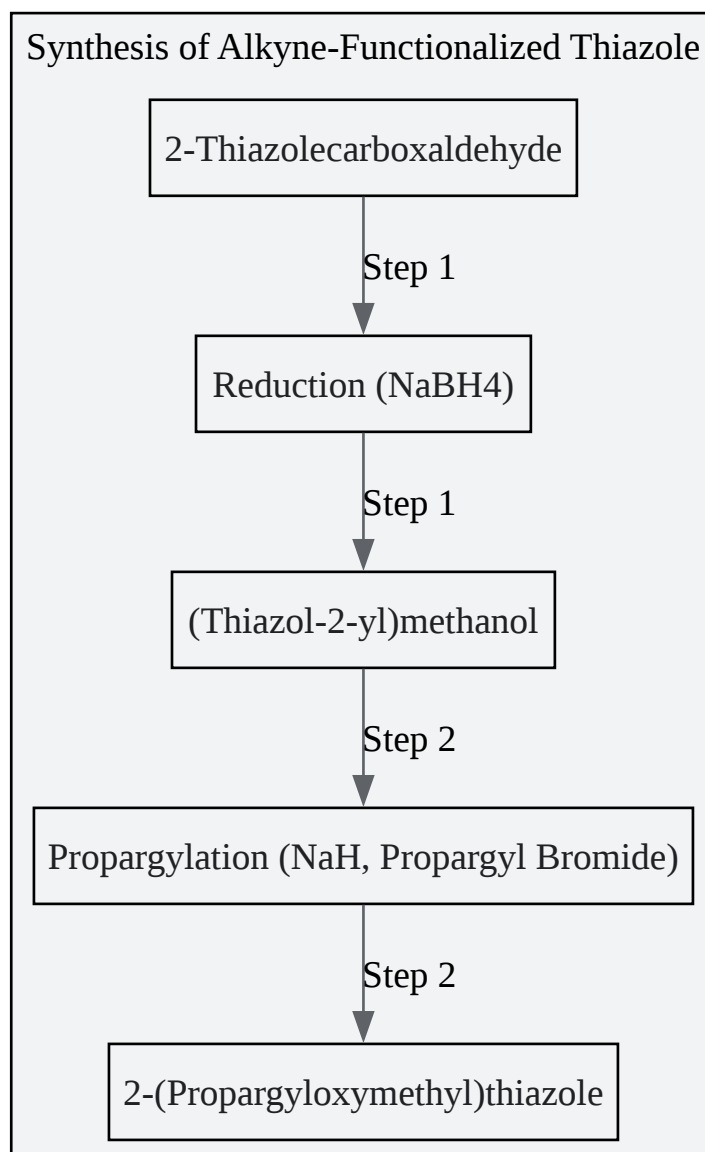 Synthesis of Alkyne-Functionalized Thiazole
2-Thiazolecarboxaldehyde
Step 1
Reduction (NaBH4)
Step 1
(Thiazol-2-yl)methanol
Step 2
Propargylation (NaH, Propargyl Bromide)
Step 2
2-(Propargyloxymethyl)thiazole